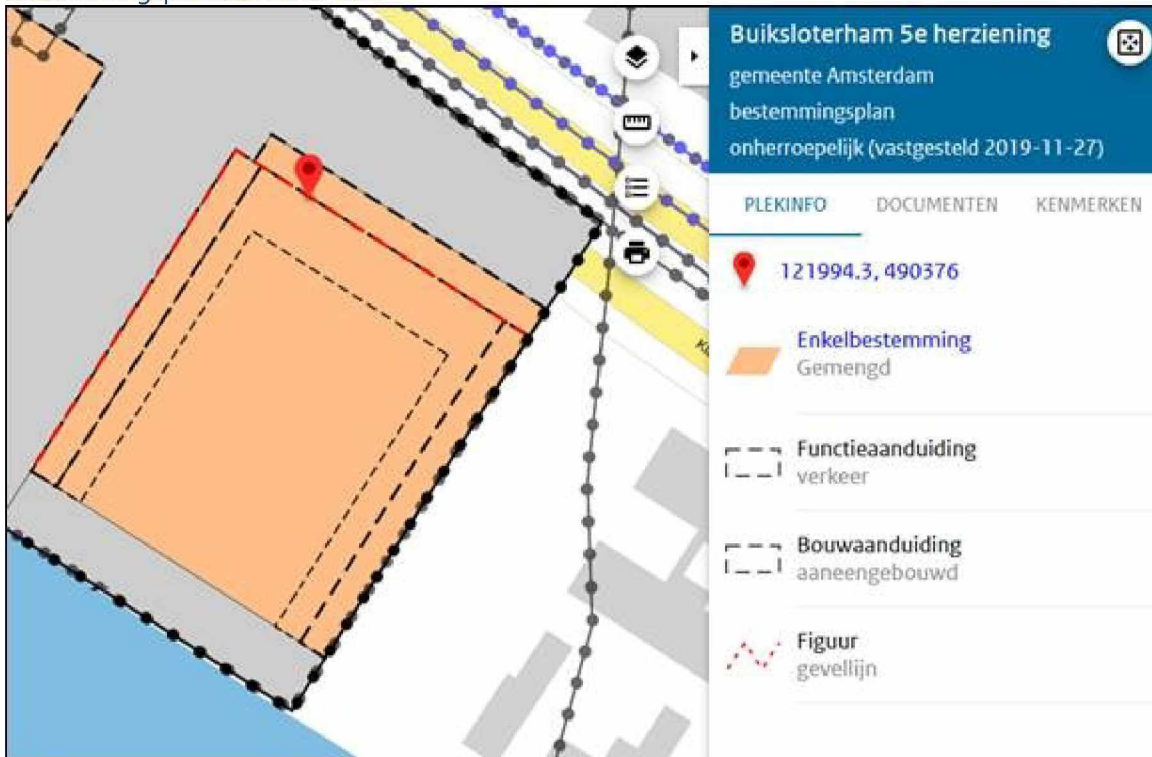 Buiksloterham 5e herziening
gemeente Amsterdam
bestemmingsplan
onherroepelijk (vastgesteld 2019-11-27)
PLEKINFO DOCUMENTEN KENMERKEN
121994.3, 490376
Enkelbestemming
Gemengd
Functieaanduiding
verkeer
Bouwaanduiding
aaneengebouwd
Figuur
gevellijn